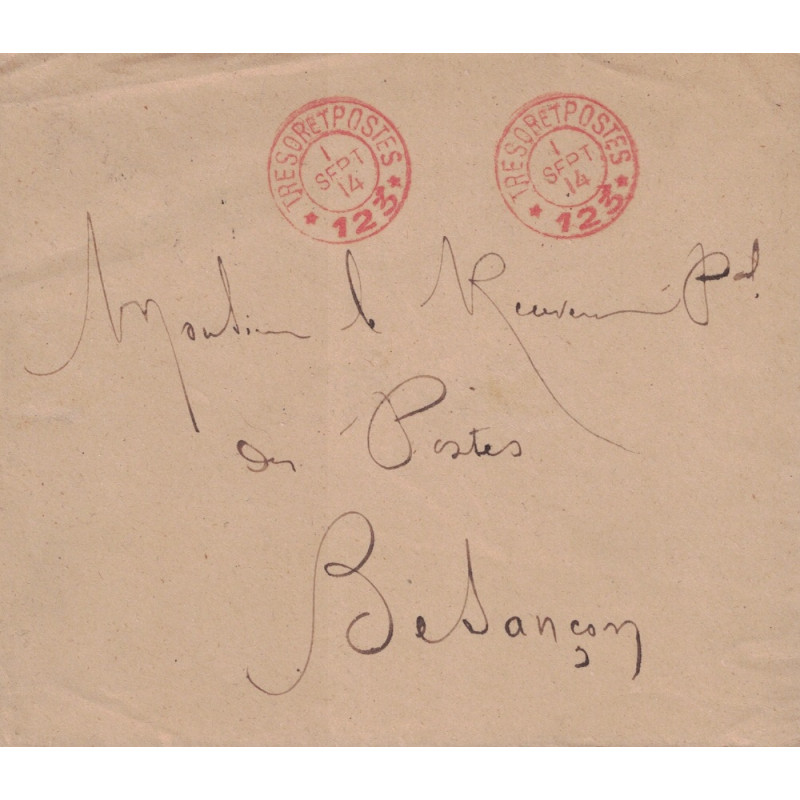 TRESOR ET POSTES
1
SEPT
14
* 123 *
TRESOR ET POSTES
1
SEPT
14
* 123 *
Monsieur le Receveur Pal.
des Postes
Besançon